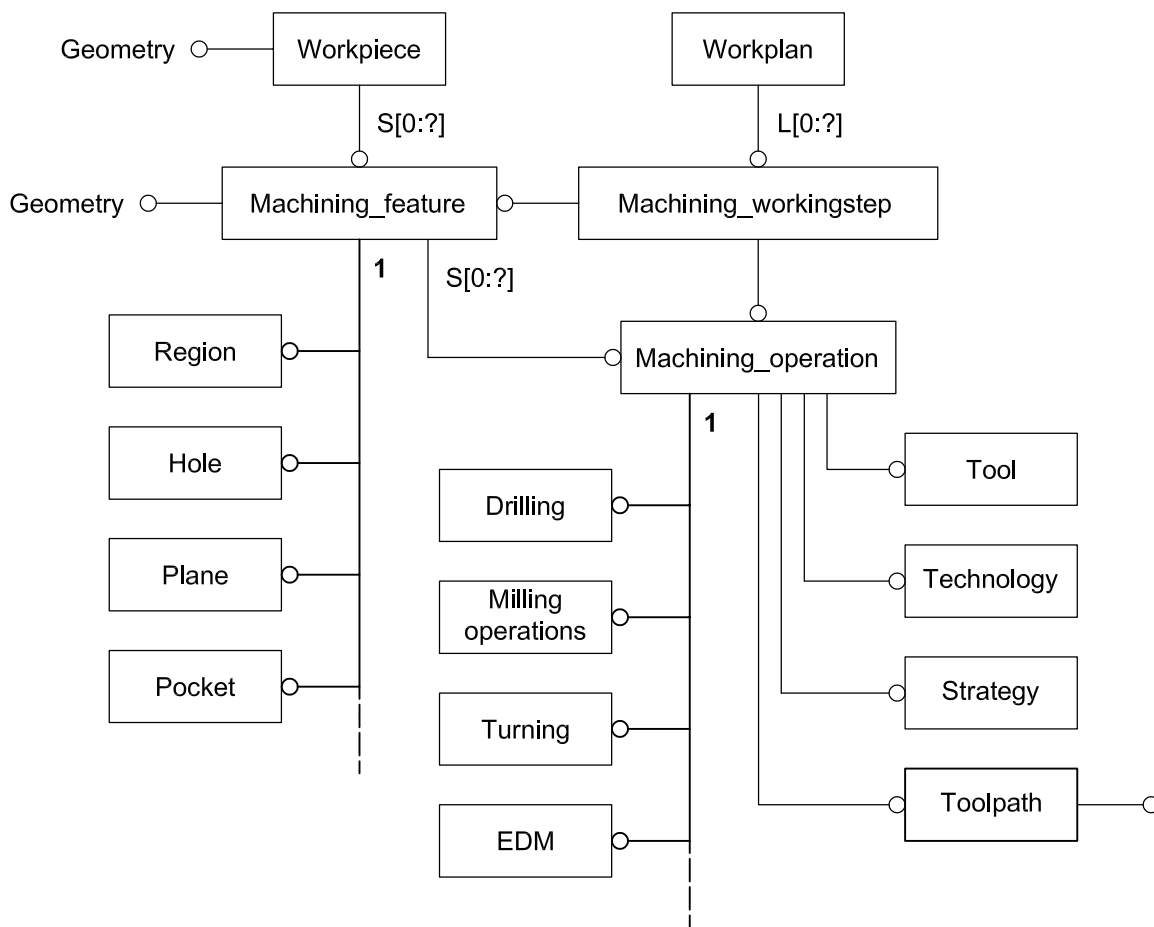 Geometry
Workpiece
Workplan
S[0:?]
L[0:?]
Geometry
Machining_feature
Machining_workingstep
1
S[0:?]
Region
Machining_operation
1
Hole
Tool
Drilling
Plane
Technology
Milling
operations
Pocket
Strategy
Turning
Toolpath
EDM